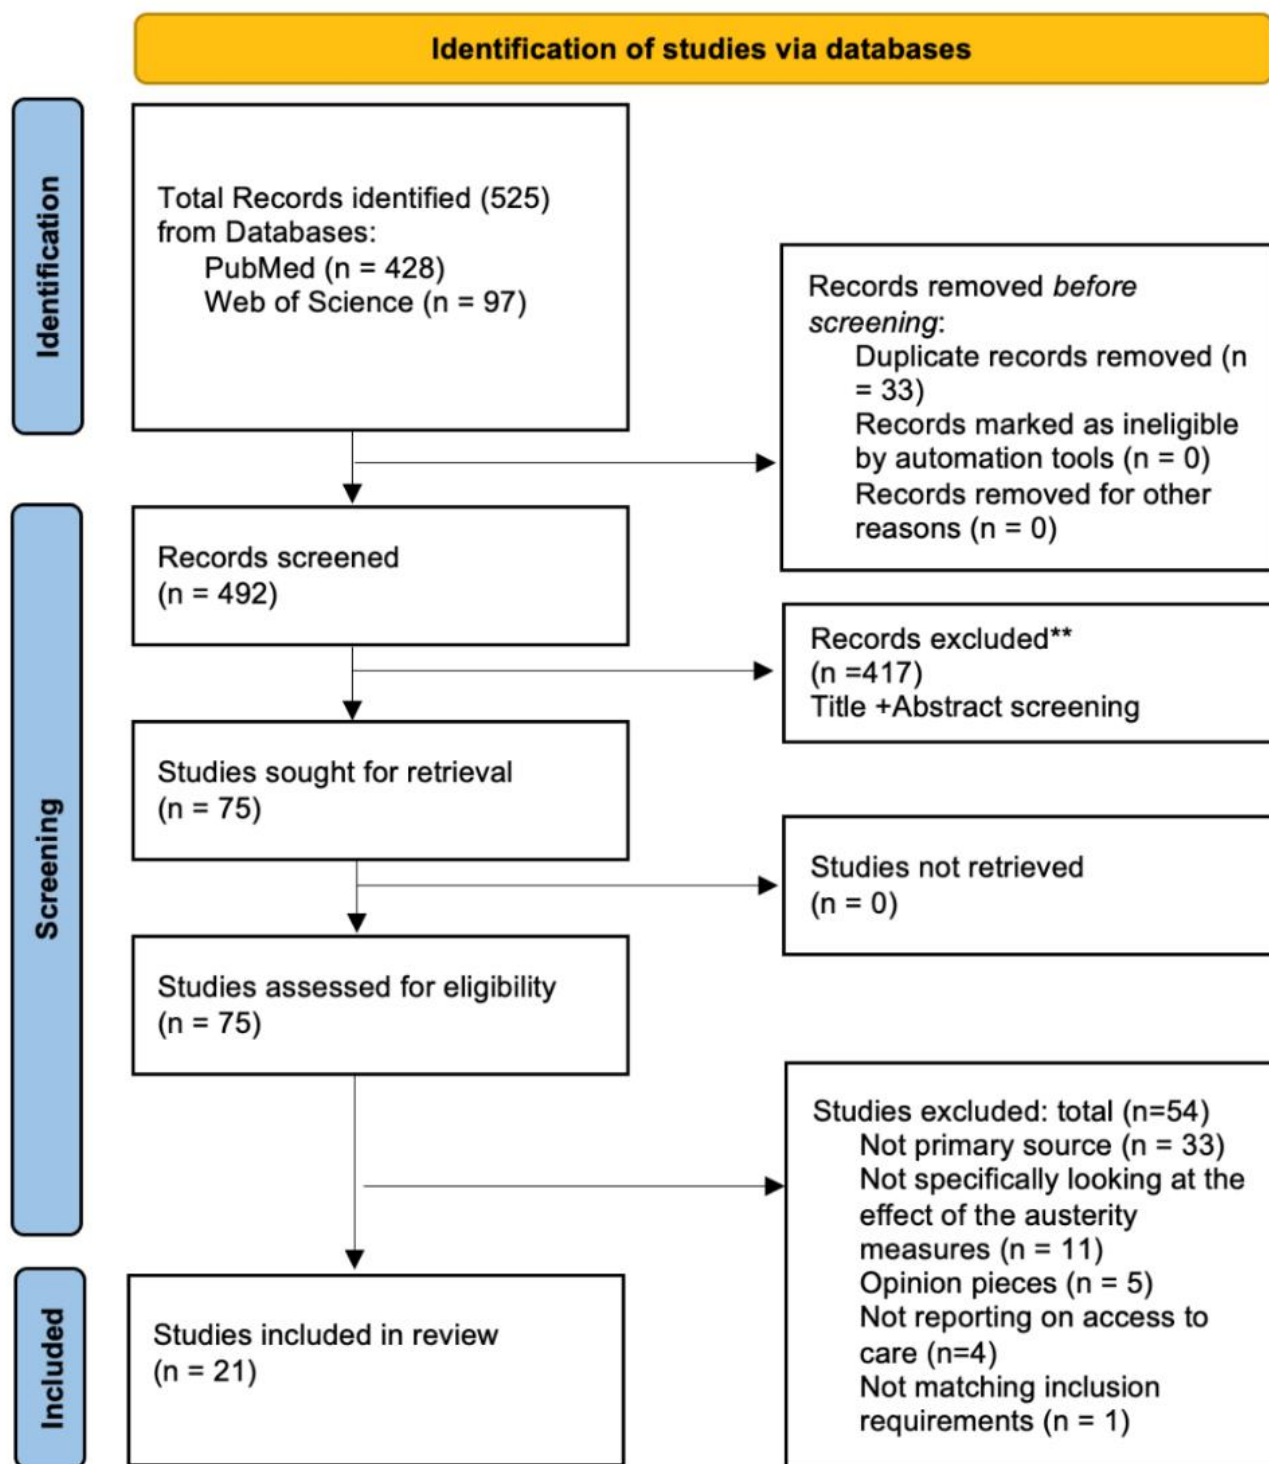 Identification of studies via databases
Identification
Total Records identified (525)
from Databases:
PubMed (n = 428)
Web of Science (n = 97)
Records removed before
screening:
Duplicate records removed (n
= 33)
Records marked as ineligible
by automation tools (n = 0)
Records removed for other
reasons (n = 0)
Screening
Records screened
(n = 492)
Records excluded**
(n =417)
Title +Abstract screening
Studies sought for retrieval
(n = 75)
Studies not retrieved
(n = 0)
Studies assessed for eligibility
(n = 75)
Studies excluded: total (n=54)
Not primary source (n = 33)
Not specifically looking at the
effect of the austerity
measures (n = 11)
Opinion pieces (n = 5)
Not reporting on access to
care (n=4)
Not matching inclusion
requirements (n = 1)
Included
Studies included in review
(n = 21)